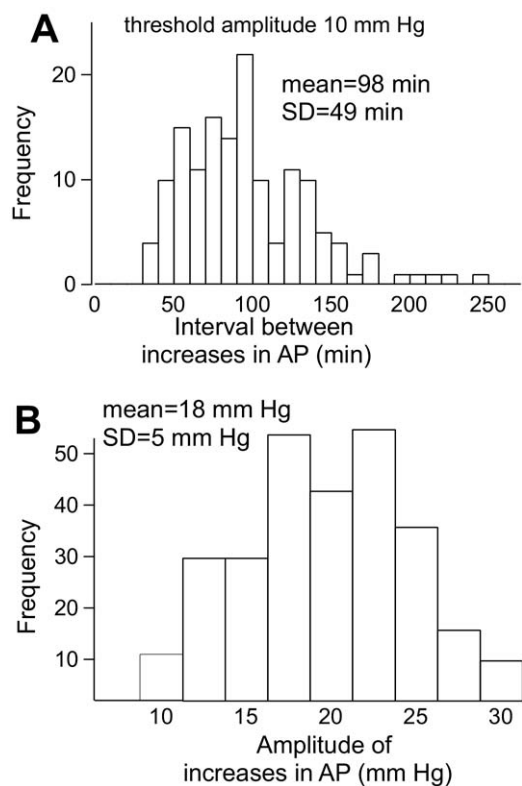 A
threshold amplitude 10 mm Hg
mean=98 min
SD=49 min
Frequency
20
10
0
0 50 100 150 200 250
Interval between
increases in AP (min)
B
mean=18 mm Hg
SD=5 mm Hg
Frequency
50
40
30
20
10
10 15 20 25 30
Amplitude of
increases in AP (mm Hg)